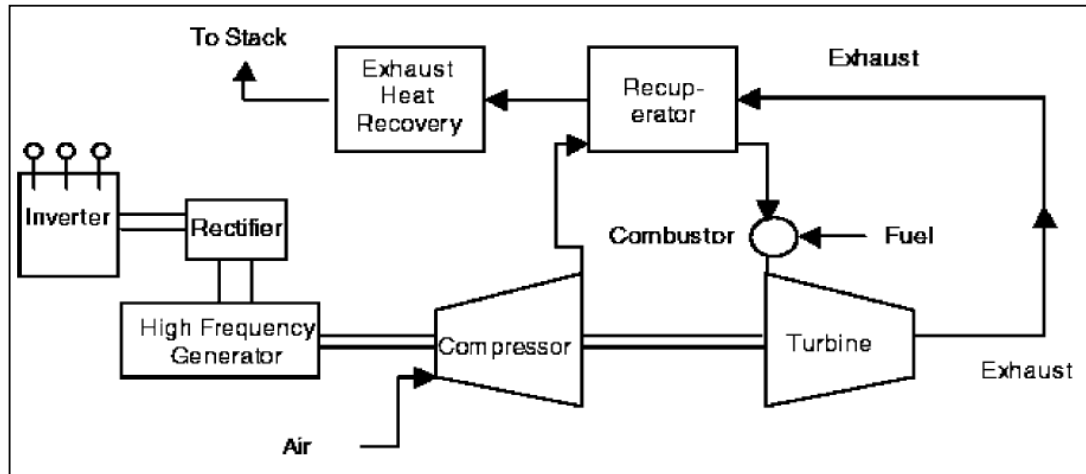 To Stack
Exhaust
Heat
Recovery
Recup-
erator
Exhaust
Inverter
Rectifier
Combustor
Fuel
High Frequency
Generator
Compressor
Turbine
Exhaust
Air